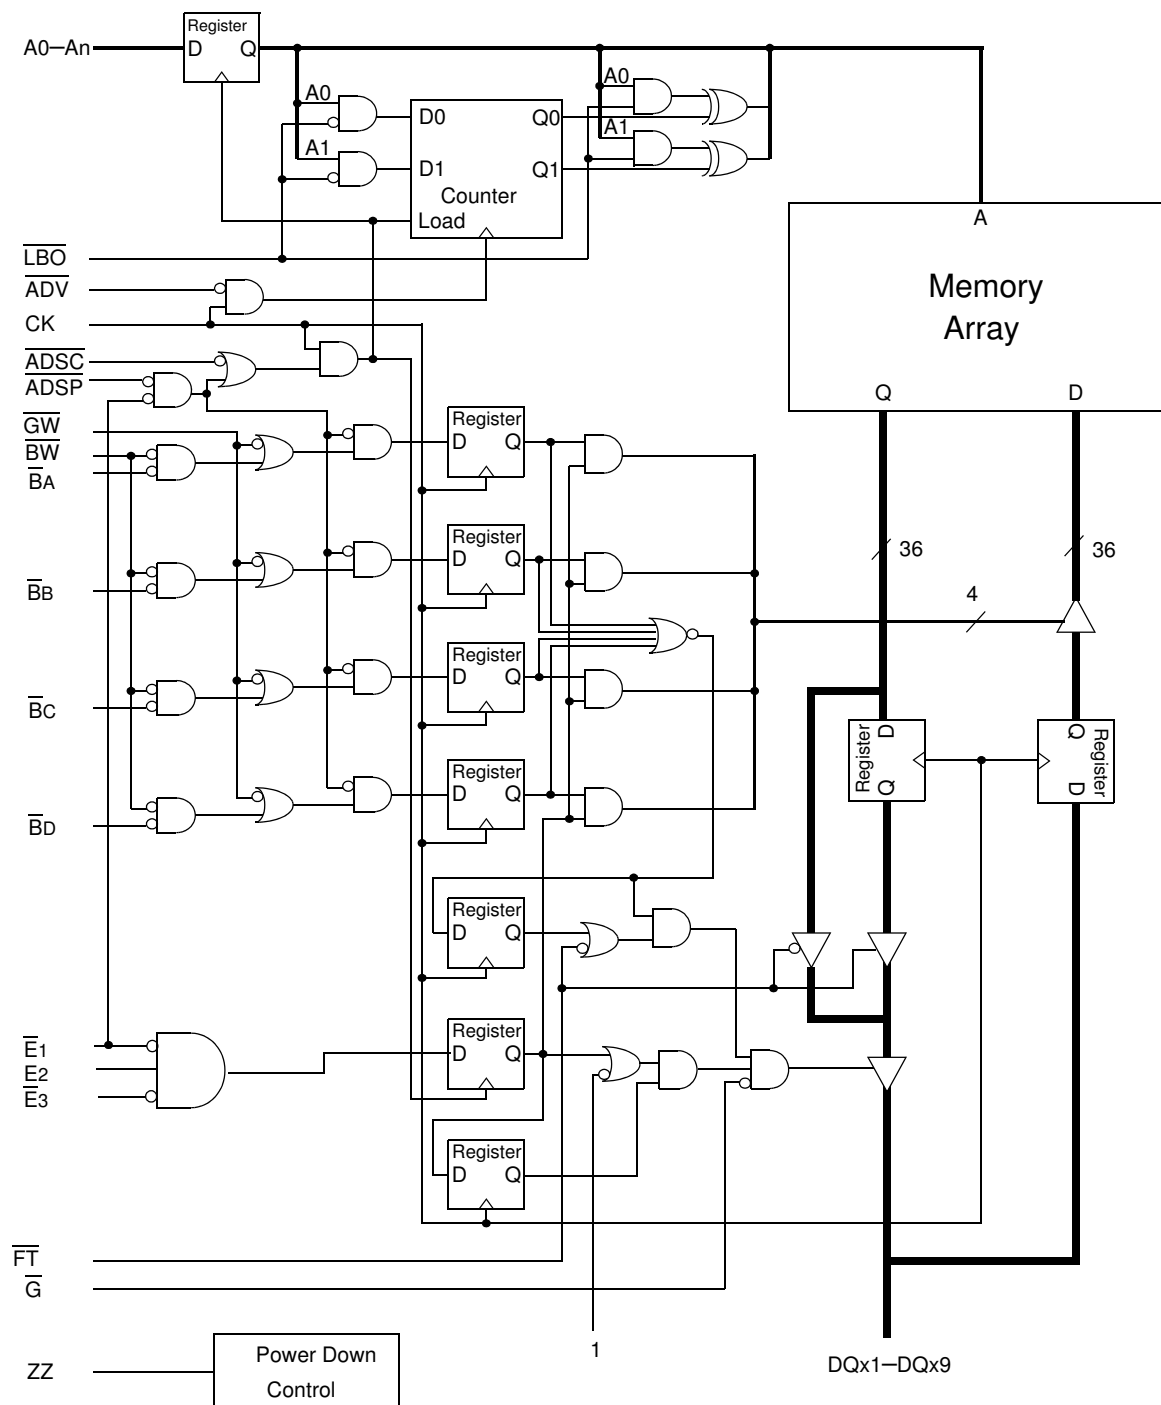 Register
A0–An
D Q
A0
A0
D0 Q0
A1
A1
D1 Q1
Counter
Load
A
LBO
ADV
Memory
CK
Array
ADSC
ADSP
Q D
GW
Register
BW
D Q
BA
Register
36 36
D Q
BB
4
Register
D Q
BC
D Q
Register Register
Q D
Register
D Q
BD
Register
D Q
Register
E1
D Q
E2
E3
Register
D Q
FT
G
1
Power Down
DQx1–DQx9
ZZ
Control